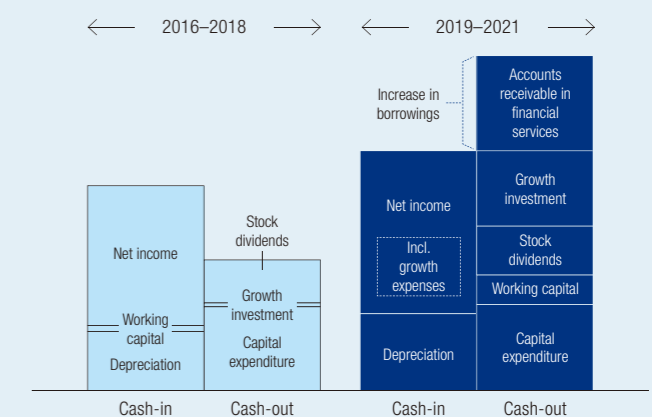 2016–2018
2019–2021
Net income
Working
capital
Depreciation
Stock
dividends
Growth
investment
Capital
expenditure
Increase in
borrowings
Net income
Incl.
growth
expenses
Depreciation
Accounts
receivable in
financial
services
Growth
investment
Stock
dividends
Working capital
Capital
expenditure
Cash-in
Cash-out
Cash-in
Cash-out